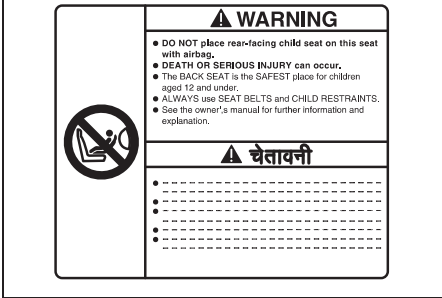 ⚠ WARNING
● DO NOT place rear-facing child seat on this seat
with airbag.
● DEATH OR SERIOUS INJURY can occur.
● The BACK SEAT is the SAFEST place for children
aged 12 and under.
● ALWAYS use SEAT BELTS and CHILD RESTRAINTS.
● See the owner's manual for further information and
explanation.
⚠ चेतावनी